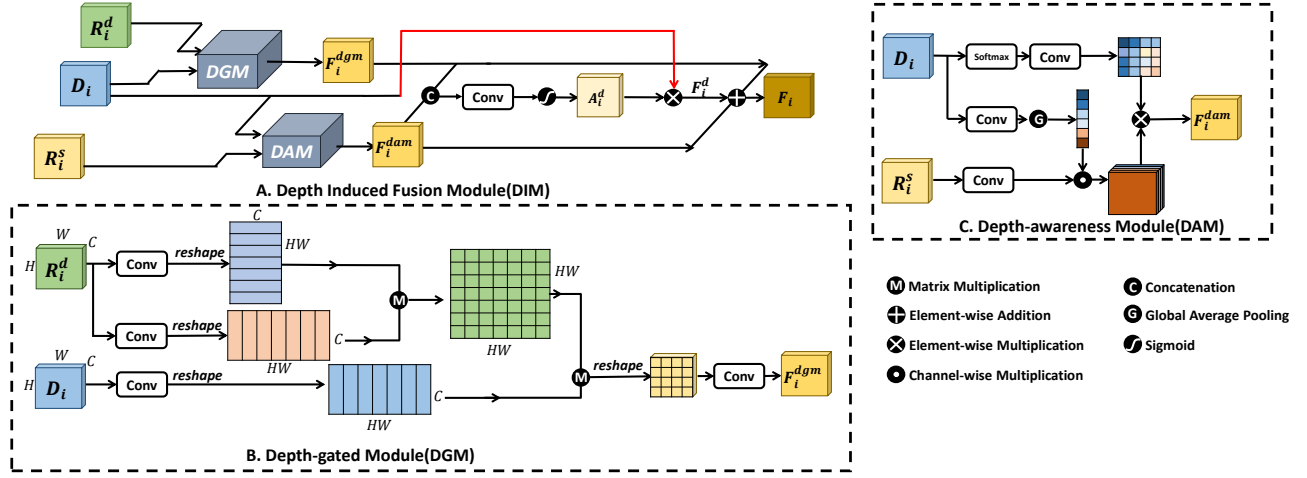 R_i^d
D_i
R_i^s
DGM
DAM
F_i^{dgm}
F_i^{dam}
C
Conv
A_i^d
F_i^d
F_i
A. Depth Induced Fusion Module(DIM)
W
C
H
R_i^d
Conv
reshape
C
HW
Conv
reshape
HW
C
M
HW
HW
W
C
H
D_i
Conv
reshape
HW
C
M
reshape
Conv
F_i^{dgm}
B. Depth-gated Module(DGM)
D_i
Softmax
Conv
Conv
G
R_i^s
Conv
F_i^{dam}
C. Depth-awareness Module(DAM)
M Matrix Multiplication
Element-wise Addition
Element-wise Multiplication
Channel-wise Multiplication
C Concatenation
G Global Average Pooling
Sigmoid